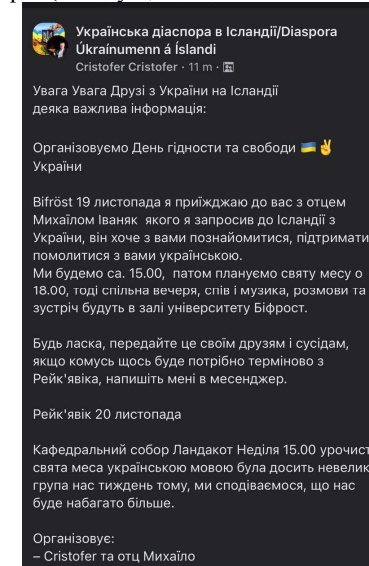 Українська діаспора в Ісландії/Diaspora
Úkraínumenn á Íslandi
Cristofer Cristofer · 11 m ·
Увага Увага Друзі з України на Ісландії
деяка важлива інформація:
Організовуємо День гідности та свободи 🇺🇦✌️
України
Bifröst 19 листопада я приїжджаю до вас з отцем
Михаїлом Іваняк якого я запросив до Ісландії з
України, він хоче з вами познайомитися, підтримати
помолитися з вами українською.
Ми будемо са. 15.00, патом плануємо святу месу о
18.00, тоді спільна вечеря, спів і музика, розмови та
зустріч будуть в залі університету Біфрост.
Будь ласка, передайте це своїм друзям і сусідам,
якщо комусь щось буде потрібно терміново з
Рейк'явіка, напишіть мені в месенджер.
Рейк'явік 20 листопада
Кафедральний собор Ландакот Неділя 15.00 урочист
свята меса українською мовою була досить невелик
група нас тиждень тому, ми сподіваємося, що нас
буде набагато більше.
Організовує:
– Cristofer та отц Михаїло